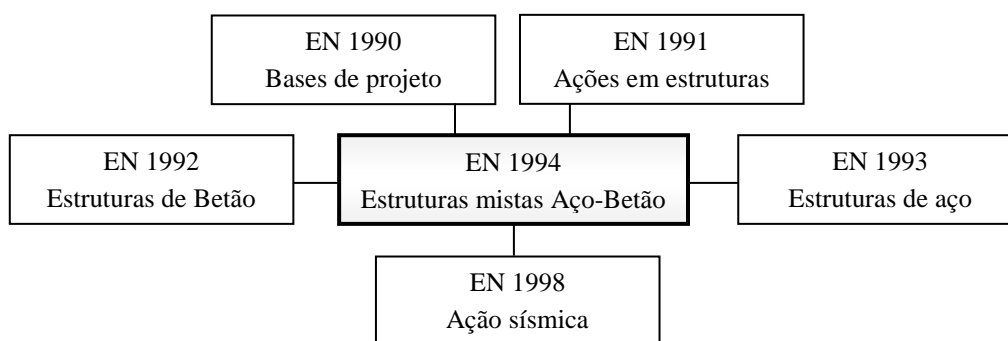 EN 1990
Bases de projeto
EN 1991
Ações em estruturas
EN 1992
Estruturas de Betão
EN 1994
Estruturas mistas Aço-Betão
EN 1993
Estruturas de aço
EN 1998
Ação sísmica